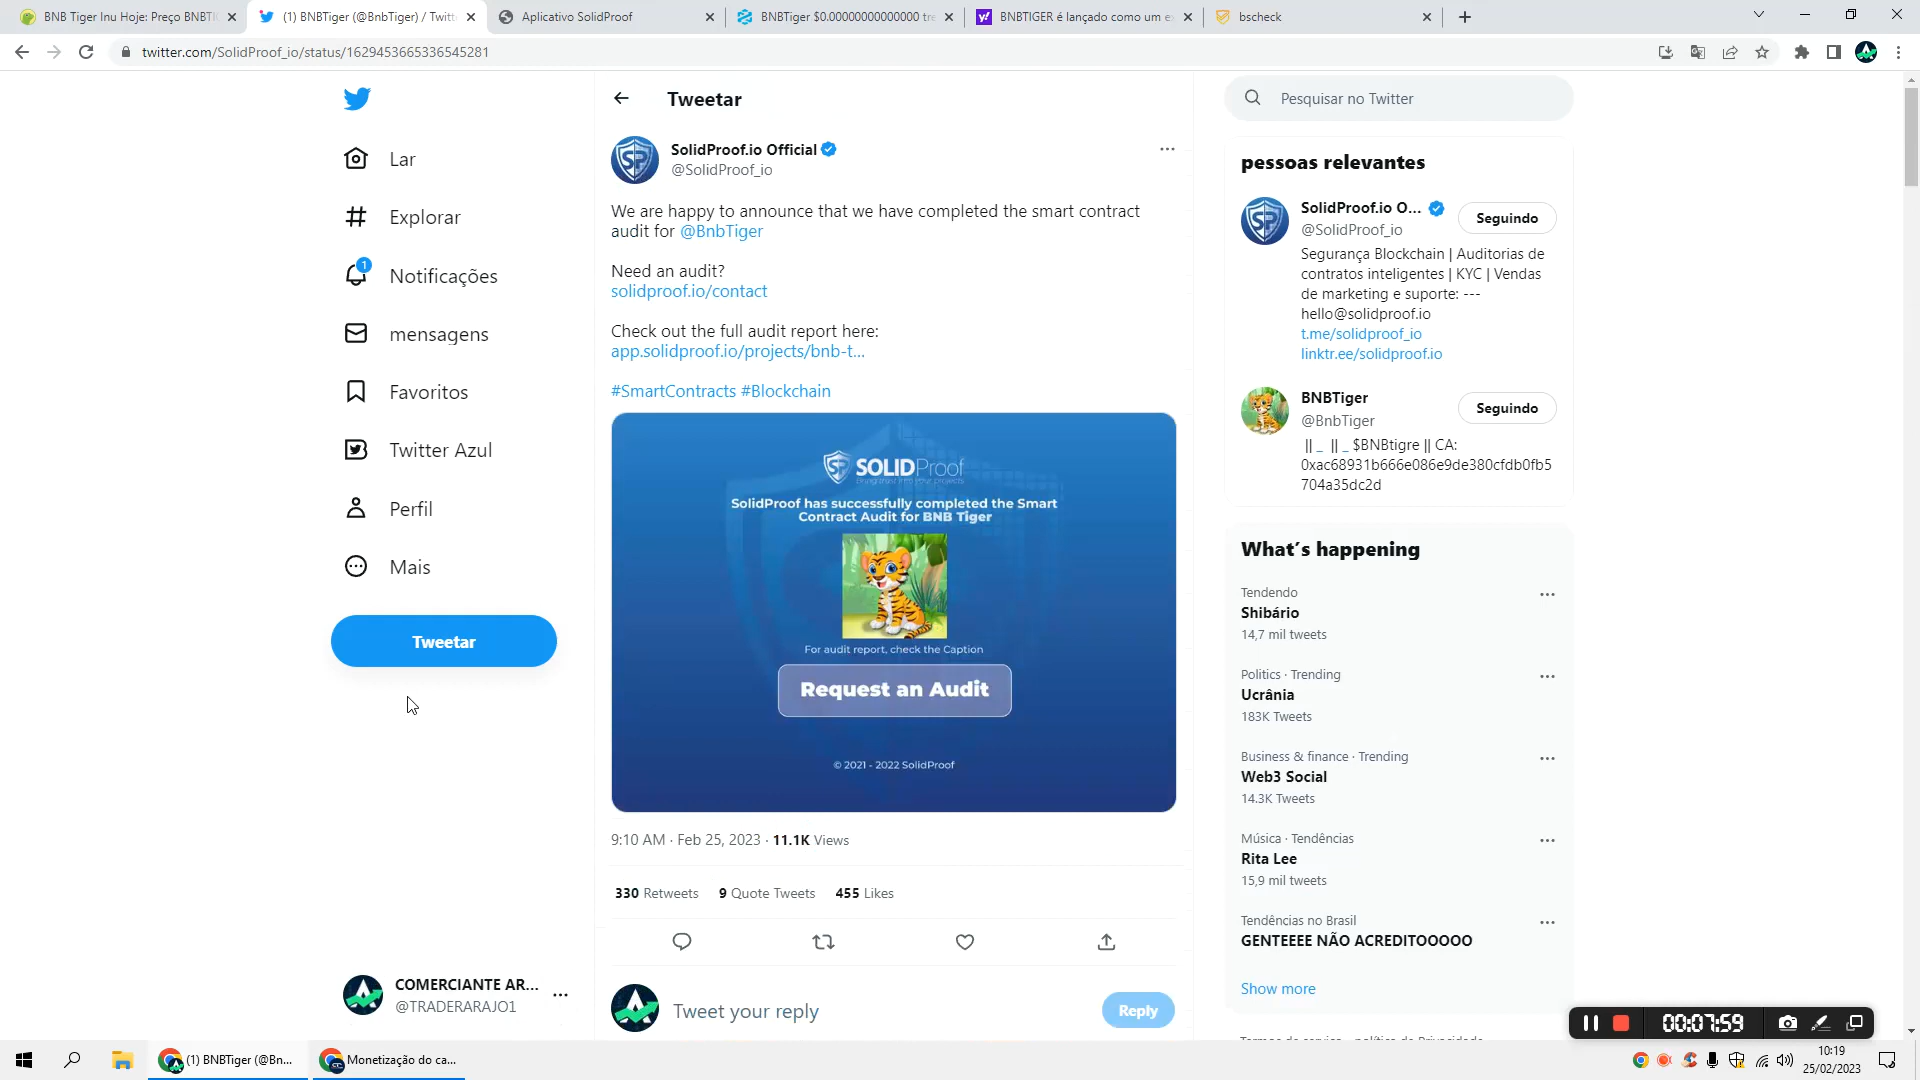 BNB Tiger Inu Hoje: Preço BNBTI
(1) BNBTiger (@BnbTiger) / Twitt
Aplicativo SolidProof
BNBTiger $0.00000000000000 tr
BNBTIGER é lançado como um e
bscheck
twitter.com/SolidProof_io/status/1629453665336545281
Lar
Explorar
1
Notificações
mensagens
Favoritos
Twitter Azul
Perfil
Mais
Tweetar
COMERCIANTE AR...
@TRADERARAJO1
Tweetar
SolidProof.io Official
@SolidProof_io
We are happy to announce that we have completed the smart contract
audit for @BnbTiger
Need an audit?
solidproof.io/contact
Check out the full audit report here:
app.solidproof.io/projects/bnb-t...
#SmartContracts #Blockchain
SP SOLIDProof
Bring trust into your projects
SolidProof has successfully completed the Smart
Contract Audit for BNB Tiger
For audit report, check the Caption
Request an Audit
© 2021 - 2022 SolidProof
9:10 AM · Feb 25, 2023 · 11.1K Views
330 Retweets 9 Quote Tweets 455 Likes
Tweet your reply
Reply
Pesquisar no Twitter
pessoas relevantes
SolidProof.io O...
Seguindo
@SolidProof_io
Segurança Blockchain | Auditorias de
contratos inteligentes | KYC | Vendas
de marketing e suporte: ---
hello@solidproof.io
t.me/solidproof_io
linktr.ee/solidproof.io
BNBTiger
Seguindo
@BnbTiger
|| _ || _ $BNBtigre || CA:
0xac68931b666e086e9de380cfdb0fb5
704a35dc2d
What's happening
Tendendo
Shibário
14,7 mil tweets
Politics · Trending
Ucrânia
183K Tweets
Business & finance · Trending
Web3 Social
14.3K Tweets
Música · Tendências
Rita Lee
15,9 mil tweets
Tendências no Brasil
GENTEEEE NÃO ACREDITOOOOO
Show more
00:07:59
(1) BNBTiger (@Bn...
Monetização do ca...
10:19
25/02/2023